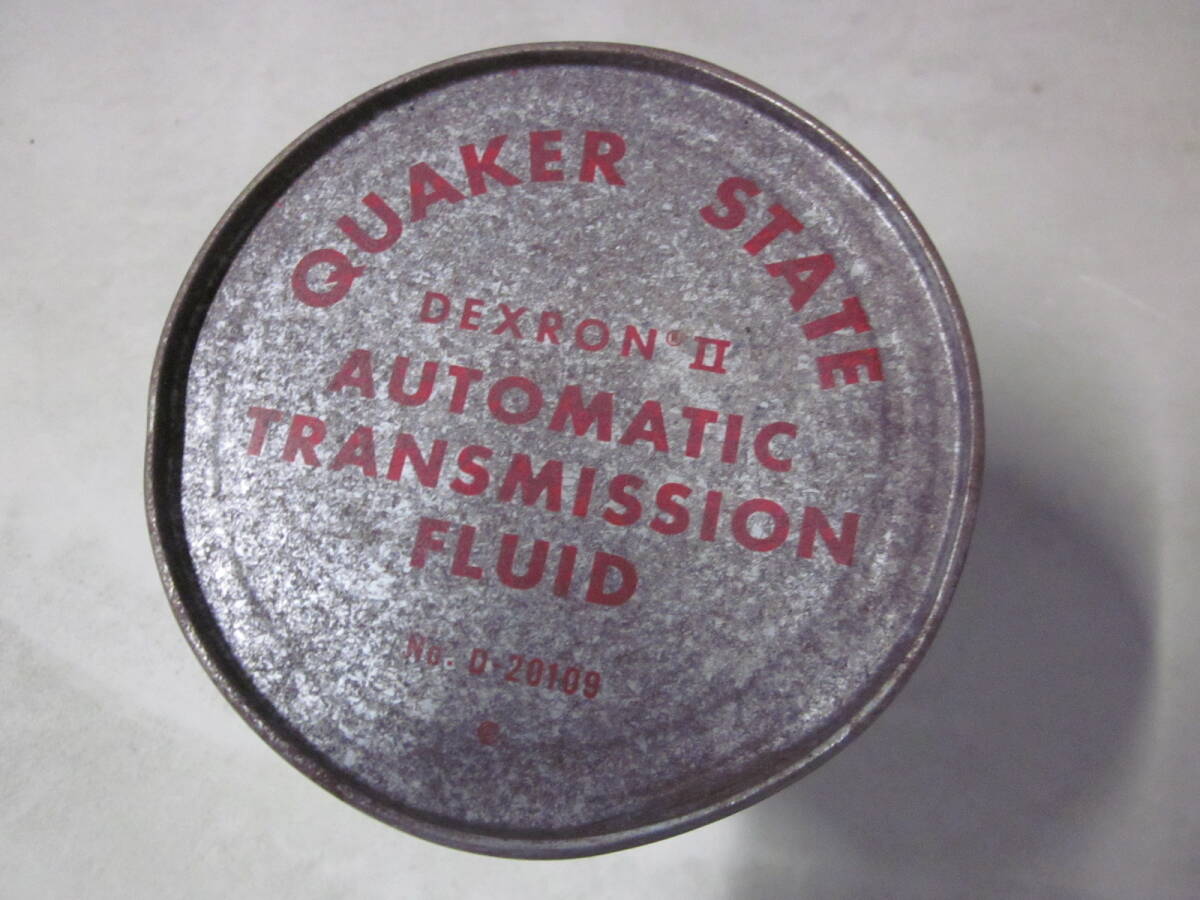 QUAKER STATE
DEXRON® II
AUTOMATIC
TRANSMISSION
FLUID
No. D-20109